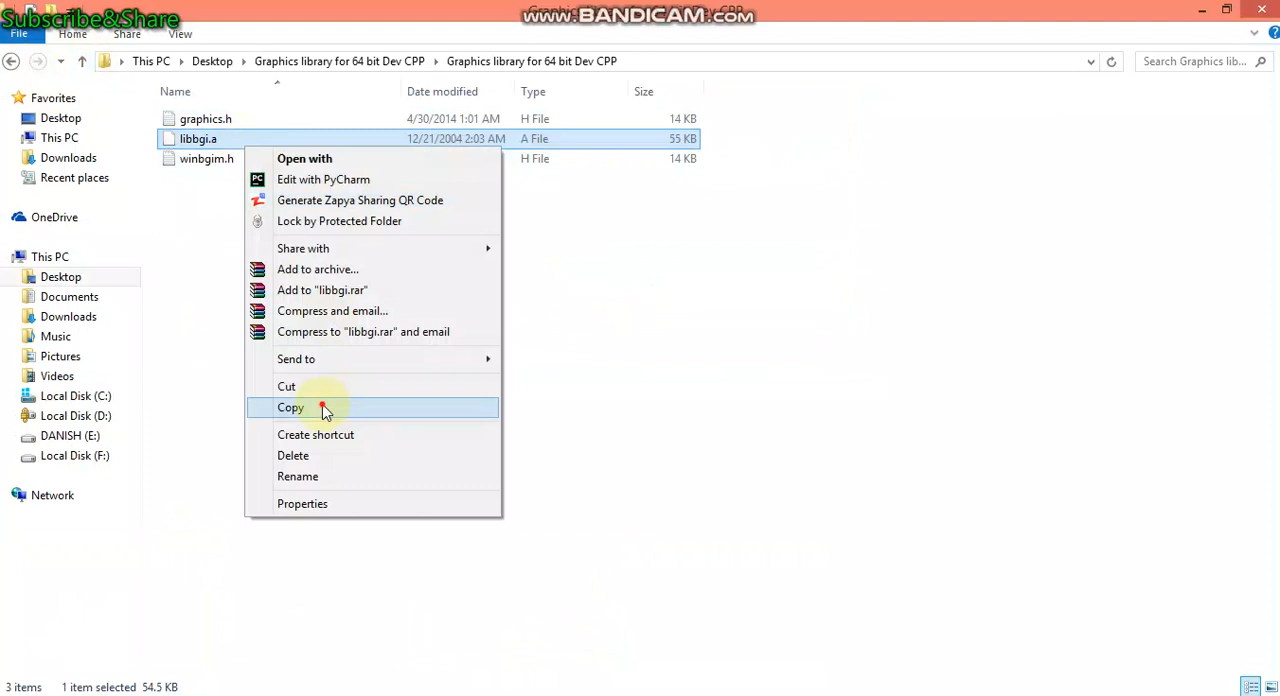 Subscribe&Share
www.BANDICAM.com
File Home Share View
This PC Desktop Graphics library for 64 bit Dev CPP Graphics library for 64 bit Dev CPP
Search Graphics lib...
Name Date modified Type Size
graphics.h 4/30/2014 1:01 AM H File 14 KB
libbgi.a 12/21/2004 2:03 AM A File 55 KB
winbgim.h H File 14 KB
Favorites
Desktop
This PC
Downloads
Recent places
OneDrive
This PC
Desktop
Documents
Downloads
Music
Pictures
Videos
Local Disk (C:)
Local Disk (D:)
DANISH (E:)
Local Disk (F:)
Network
Open with
PC Edit with PyCharm
Generate Zapya Sharing QR Code
Lock by Protected Folder
Share with
Add to archive...
Add to "libbgi.rar"
Compress and email...
Compress to "libbgi.rar" and email
Send to
Cut
Copy
Create shortcut
Delete
Rename
Properties
3 items 1 item selected 54.5 KB